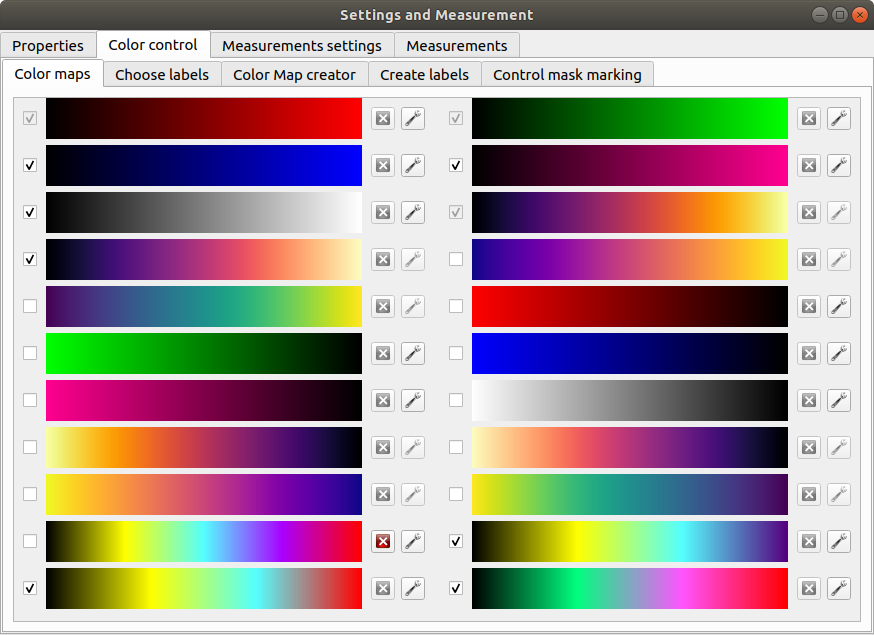 Settings and Measurement
Properties Color control Measurements settings Measurements
Color maps Choose labels Color Map creator Create labels Control mask marking